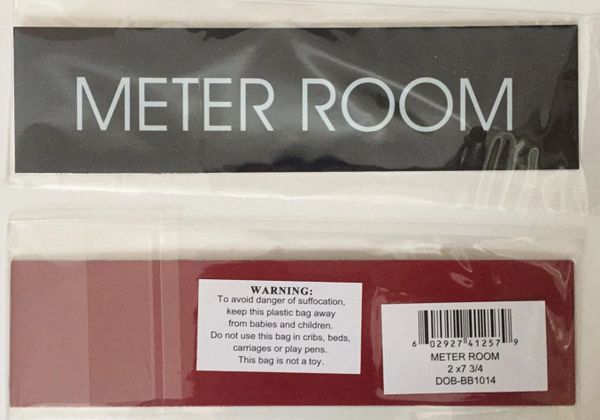 METER ROOM
WARNING:
To avoid danger of suffocation,
keep this plastic bag away
from babies and children.
Do not use this bag in cribs, beds,
carriages or play pens.
This bag is not a toy.
6 02927 41257 9
METER ROOM
2 x7 3/4
DOB-BB1014